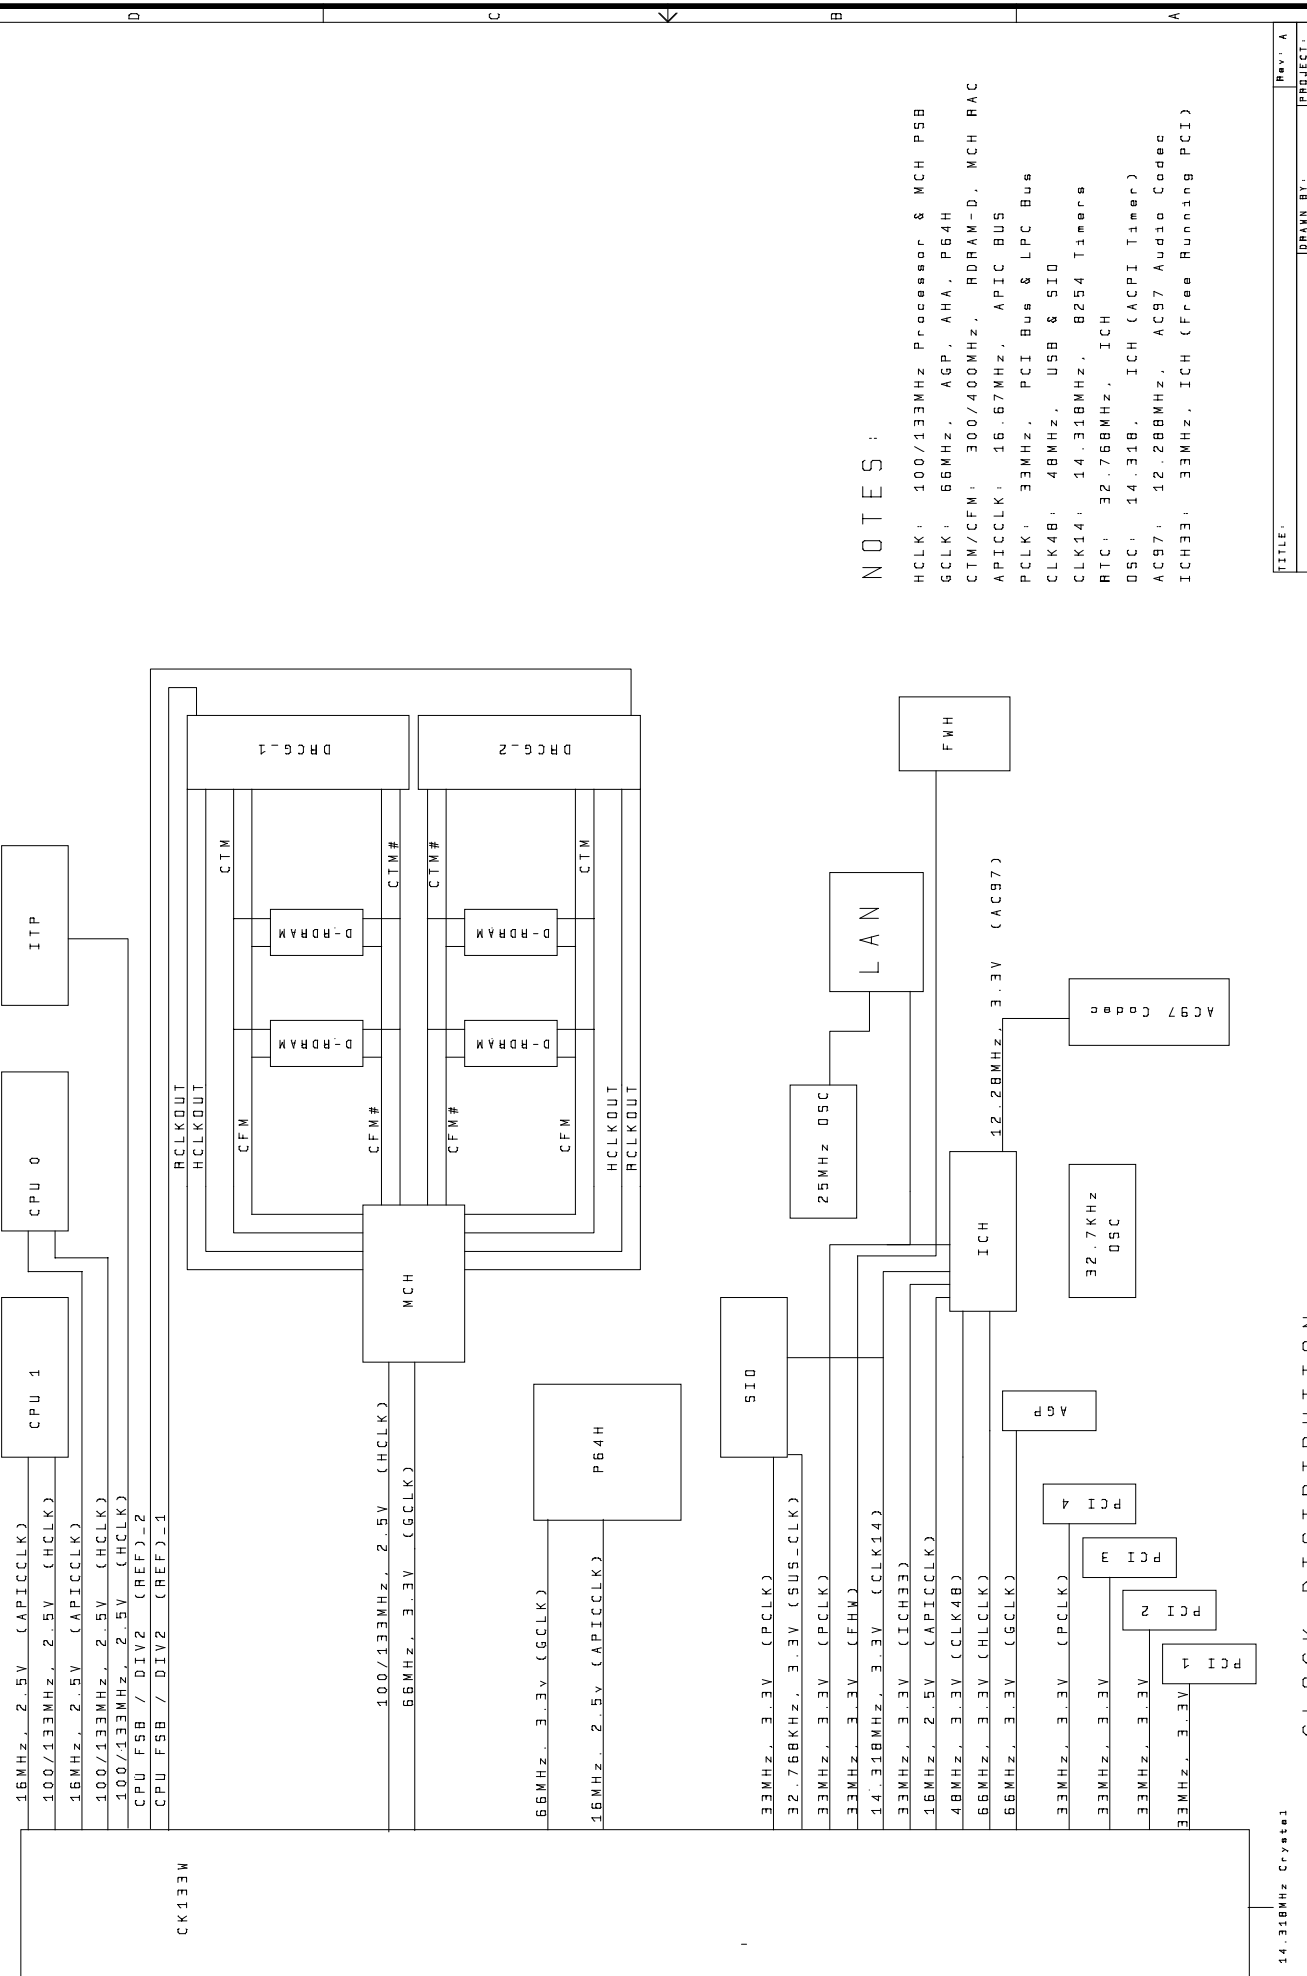 D
C
B
A
ITP
CPU 0
CPU 1
16MHz, 2.5V (APICCLK)
100/133MHz, 2.5V (HCLK)
16MHz, 2.5V (APICCLK)
100/133MHz, 2.5V (HCLK)
100/133MHz, 2.5V (HCLK)
CPU FSB / DIV2 (REF)_2
CPU FSB / DIV2 (REF)_1
CK133W
DRCG_1
DRCG_2
CTM
CTM#
CTM#
CTM
D-RDRAM
D-RDRAM
D-RDRAM
D-RDRAM
RCLKOUT
HCLKOUT
CFM
CFM#
CFM#
CFM
HCLKOUT
RCLKOUT
MCH
100/133MHz, 2.5V (HCLK)
66MHz, 3.3V (GCLK)
P64H
66MHz. 3.3v (GCLK)
16MHz. 2.5v (APICCLK)
FWH
LAN
25MHz OSC
12.28MHz, 3.3V (AC97)
AC97 Codec
ICH
32.7KHz
OSC
SIO
AGP
PCI 4
PCI 3
PCI 2
PCI 1
33MHz, 3.3V (PCLK)
32.768KHz, 3.3V (SUS_CLK)
33MHz, 3.3V (PCLK)
33MHz, 3.3V (FHW)
14.318MHz, 3.3V (CLK14)
33MHz, 3.3V (ICH33)
16MHz, 2.5V (APICCLK)
48MHz, 3.3V (CLK48)
66MHz, 3.3V (HLCLK)
66MHz, 3.3V (GCLK)
33MHz, 3.3V (PCLK)
33MHz, 3.3V
33MHz, 3.3V
33MHz, 3.3V
14.318MHz Crystal
NOTES:
HCLK: 100/133MHz Processor & MCH PSB
GCLK: 66MHz, AGP, AHA, P64H
CTM/CFM: 300/400MHz, RDRAM-D, MCH RAC
APICCLK: 16.67MHz, APIC BUS
PCLK: 33MHz, PCI Bus & LPC Bus
CLK48: 48MHz, USB & SIO
CLK14: 14.318MHz, 8254 Timers
RTC: 32.768MHz, ICH
OSC: 14.318, ICH (ACPI Timer)
AC97: 12.288MHz, AC97 Audio Codec
ICH33: 33MHz, ICH (Free Running PCI)
TITLE:
Rev: A
DRAWN BY:
PROJECT: